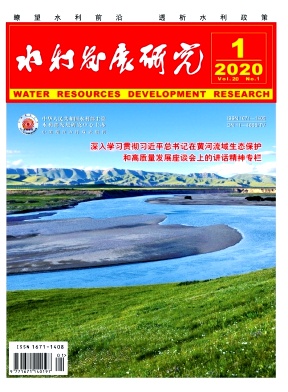 瞭望水利前沿 透析水利政策
水利发展研究
1
2020
Vol.20 No.1
WATER RESOURCES DEVELOPMENT RESEARCH
深入学习贯彻习近平总书记在黄河流域生态保护
和高质量发展座谈会上的讲话精神专栏
ISSN 1671-1408